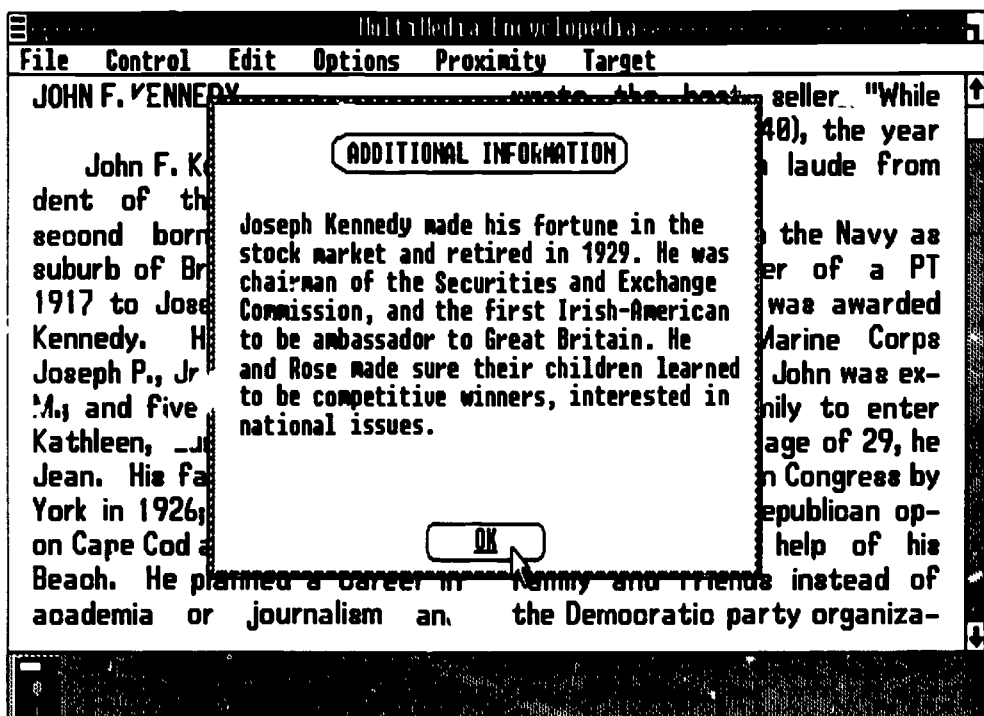 MultiMedia Encyclopedia
File Control Edit Options Proximity Target
JOHN F. KENNEDY
John F. Ke
dent of th
second born
suburb of Br
1917 to Jose
Kennedy. H
Joseph P., Jr
M.; and five
Kathleen,
Jean. His fa
York in 1926;
on Cape Cod a
Beach. He planned a career in
academia or journalism an
ADDITIONAL INFORMATION
Joseph Kennedy made his fortune in the
stock market and retired in 1929. He was
chairman of the Securities and Exchange
Commission, and the first Irish-American
to be ambassador to Great Britain. He
and Rose made sure their children learned
to be competitive winners, interested in
national issues.
OK
wrote the best seller "While
40), the year
laude from
the Navy as
er of a PT
was awarded
Marine Corps
John was ex-
mily to enter
age of 29, he
n Congress by
epublican op-
help of his
family and friends instead of
the Democratic party organiza-